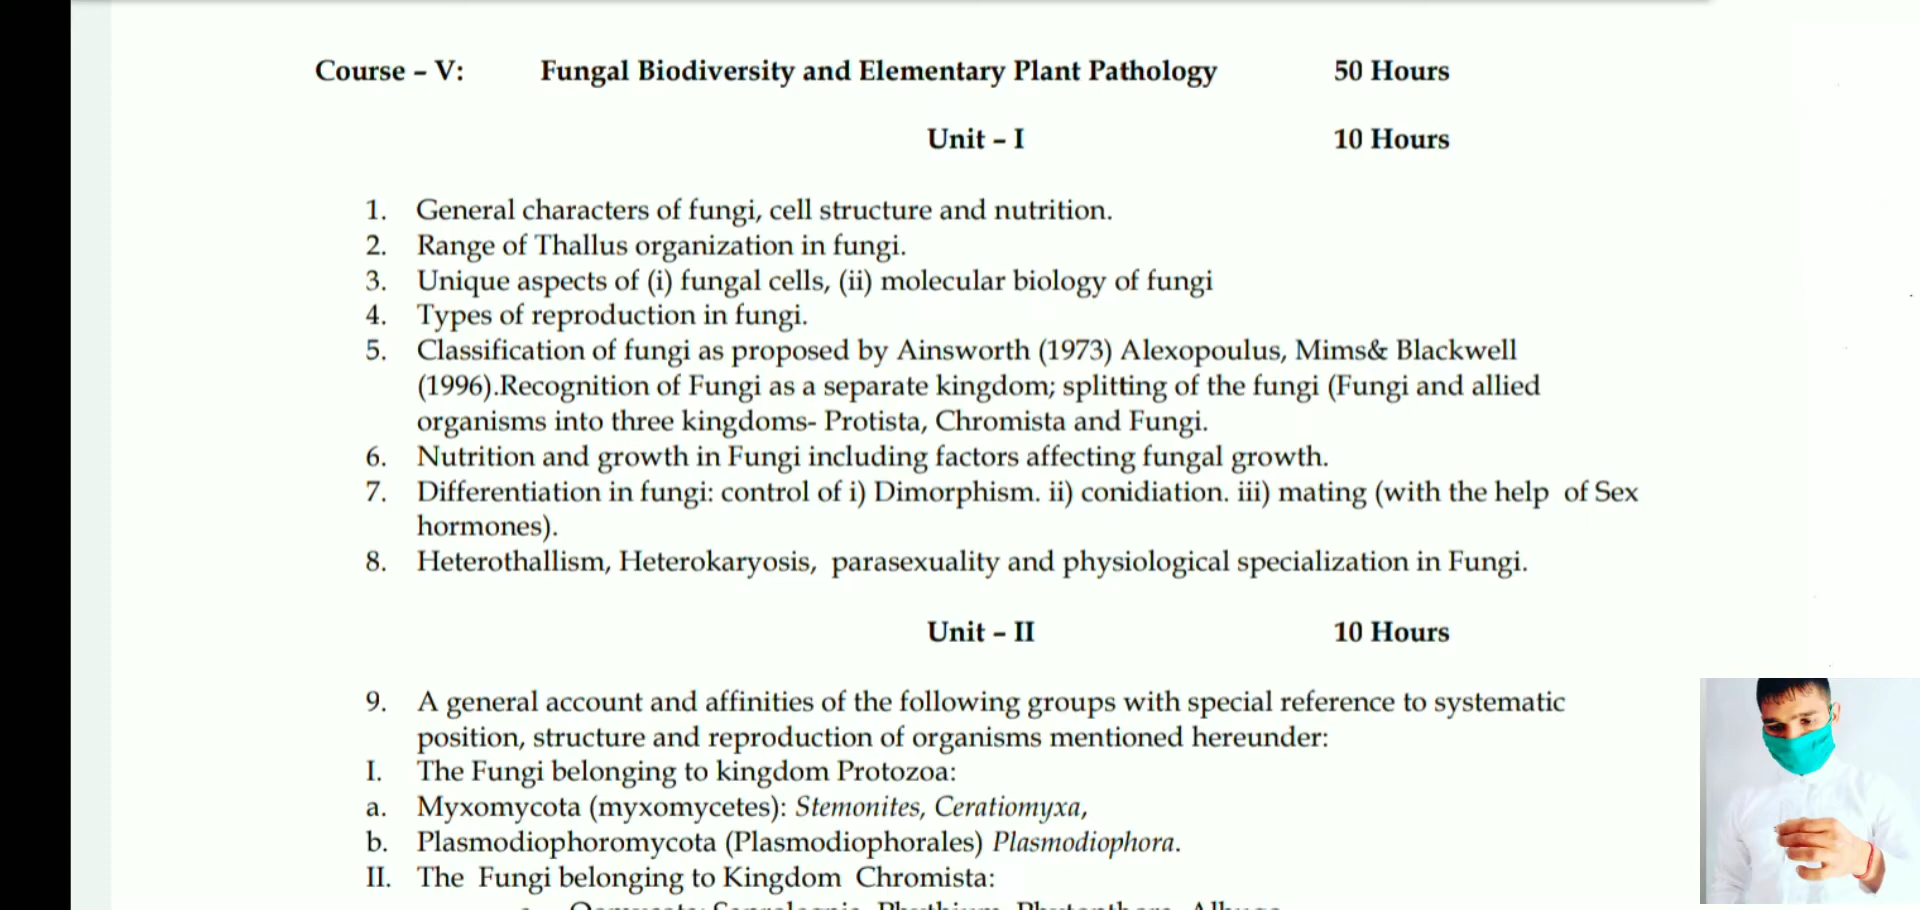 Course – V: Fungal Biodiversity and Elementary Plant Pathology 50 Hours
Unit – I 10 Hours
1. General characters of fungi, cell structure and nutrition.
2. Range of Thallus organization in fungi.
3. Unique aspects of (i) fungal cells, (ii) molecular biology of fungi
4. Types of reproduction in fungi.
5. Classification of fungi as proposed by Ainsworth (1973) Alexopoulus, Mims& Blackwell
(1996).Recognition of Fungi as a separate kingdom; splitting of the fungi (Fungi and allied
organisms into three kingdoms- Protista, Chromista and Fungi.
6. Nutrition and growth in Fungi including factors affecting fungal growth.
7. Differentiation in fungi: control of i) Dimorphism. ii) conidiation. iii) mating (with the help of Sex
hormones).
8. Heterothallism, Heterokaryosis, parasexuality and physiological specialization in Fungi.
Unit – II 10 Hours
9. A general account and affinities of the following groups with special reference to systematic
position, structure and reproduction of organisms mentioned hereunder:
I. The Fungi belonging to kingdom Protozoa:
a. Myxomycota (myxomycetes): Stemonites, Ceratiomyxa,
b. Plasmodiophoromycota (Plasmodiophorales) Plasmodiophora.
II. The Fungi belonging to Kingdom Chromista: